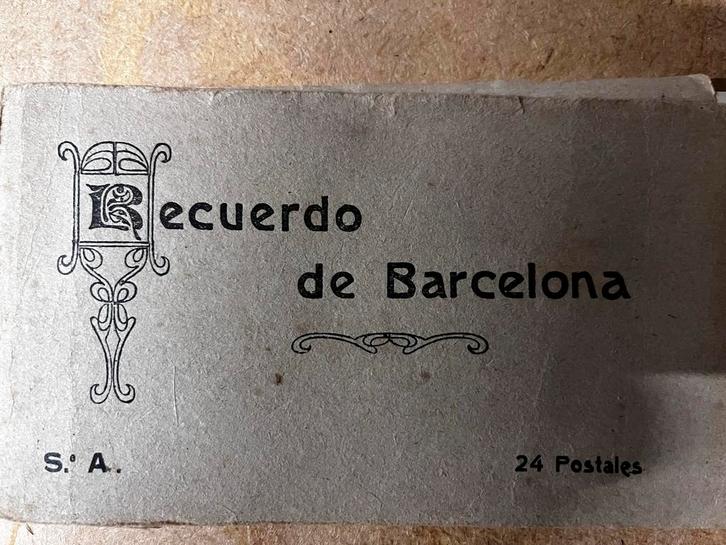 Recuerdo
de Barcelona
S.ª A.
24 Postales